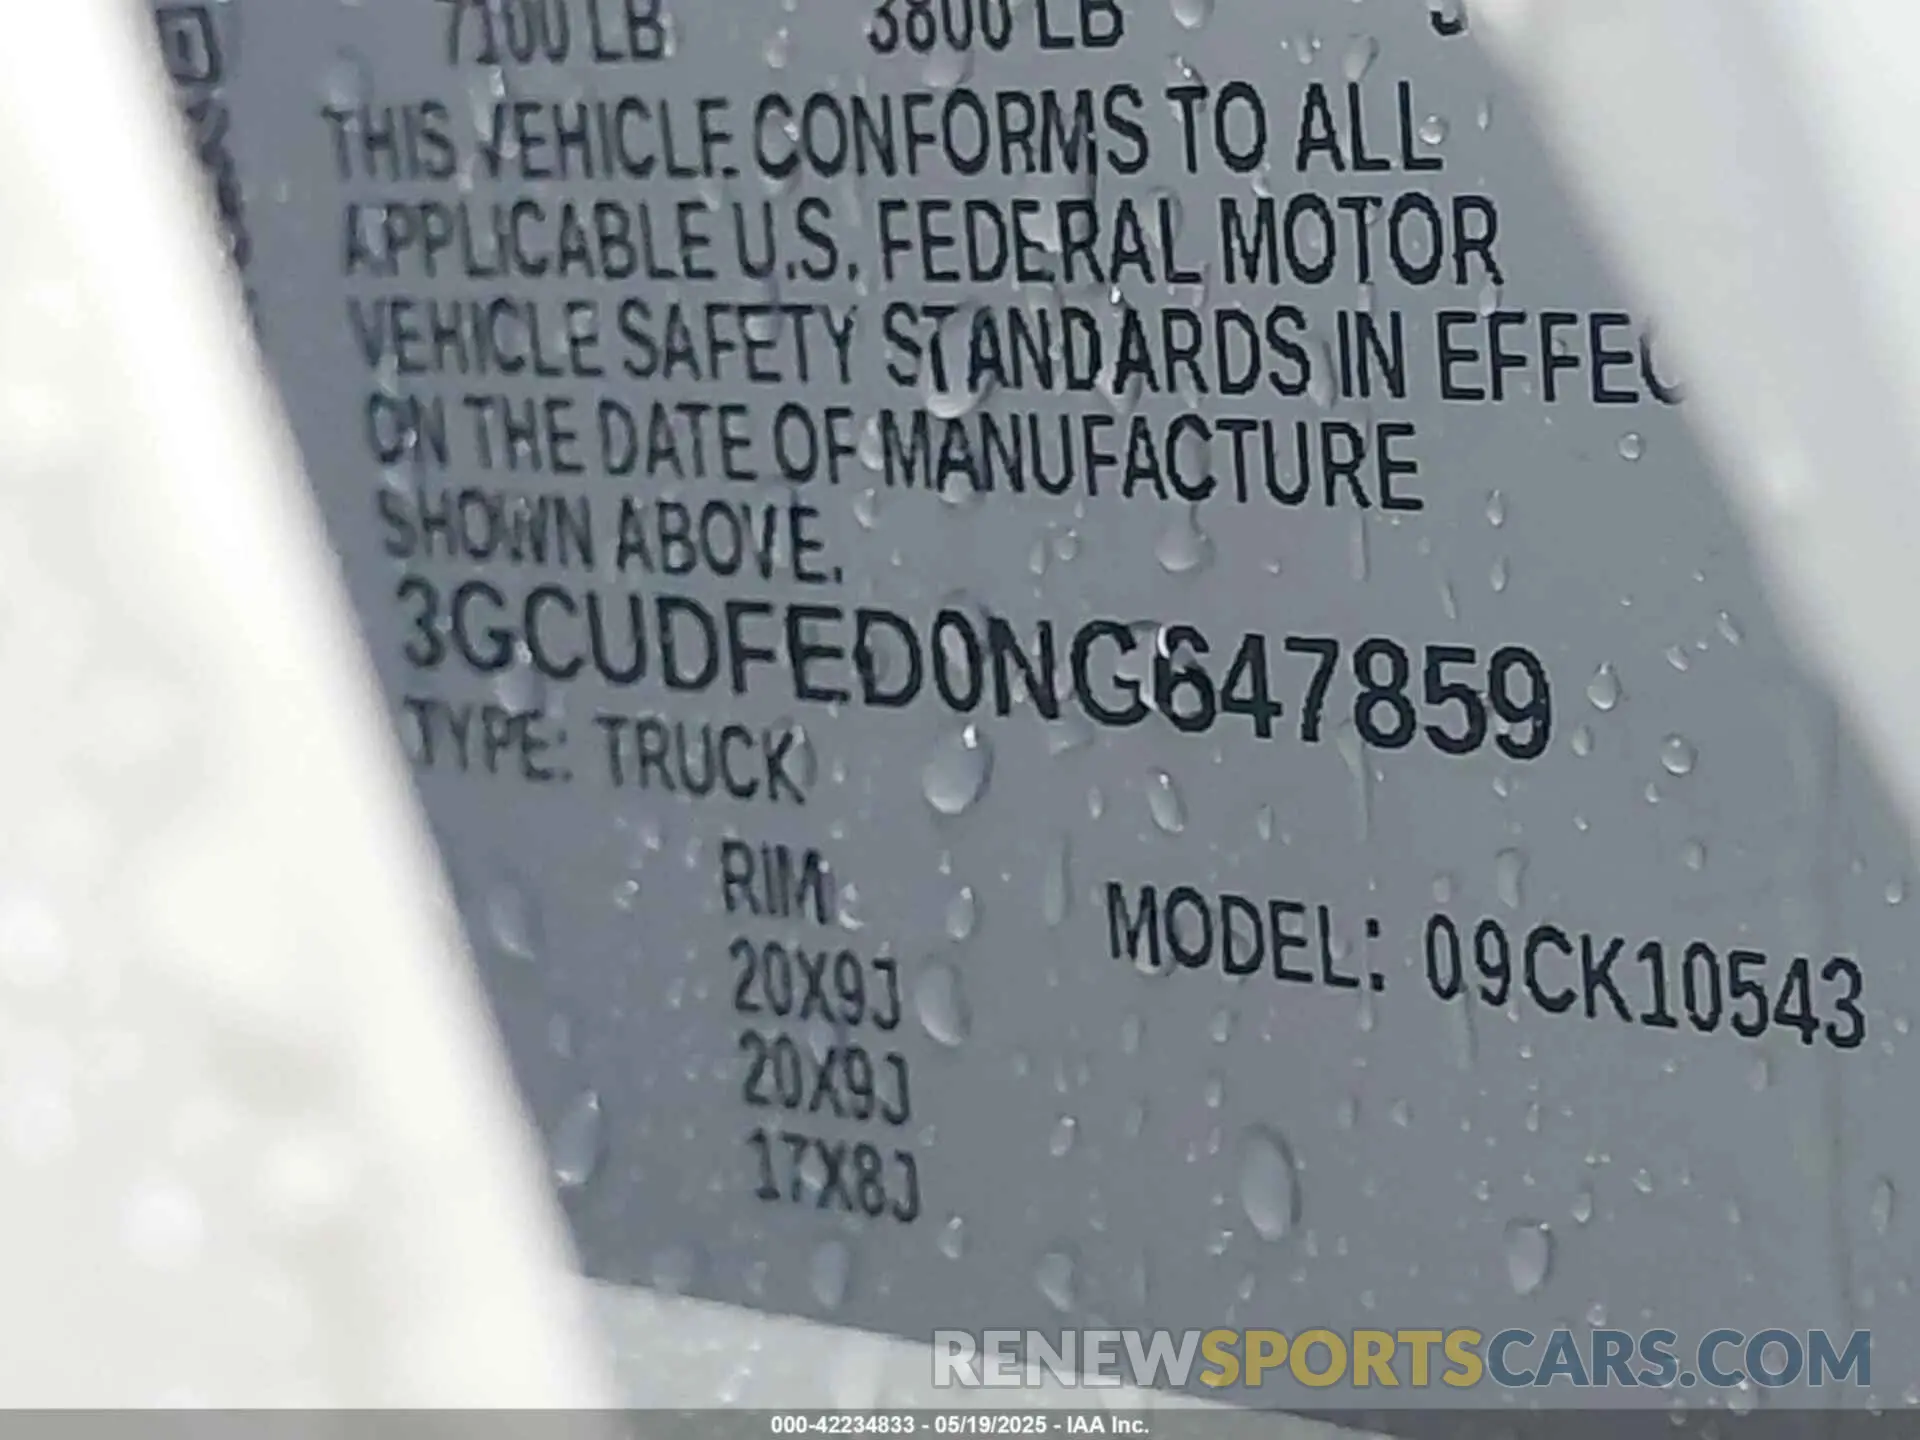 7100 LB 3800 LB
THIS VEHICLE CONFORMS TO ALL
APPLICABLE U.S. FEDERAL MOTOR
VEHICLE SAFETY STANDARDS IN EFFEC
ON THE DATE OF MANUFACTURE
SHOWN ABOVE.
3GCUDFED0NG647859
TYPE: TRUCK
RIM
20X9J
20X9J
17X8J
MODEL: 09CK10543
RENEWSPORTSCARS.COM
000-42234833 - 05/19/2025 - IAA Inc.